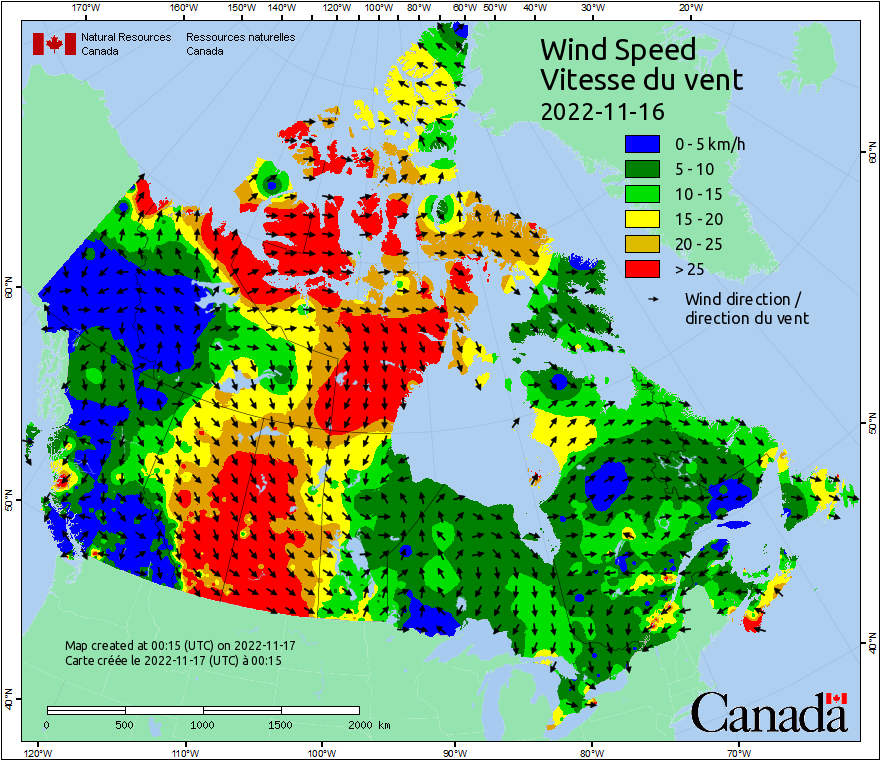 170°W 160°W 150°W 140°W 130°W 120°W 110°W 100°W 80°W 60°W 50°W 40°W 30°W 20°W
Natural Resources Canada
Ressources naturelles Canada
Wind Speed
Vitesse du vent
2022-11-16
0 - 5 km/h
5 - 10
10 - 15
15 - 20
20 - 25
> 25
Wind direction /
direction du vent
60°N
60°N
50°N
50°N
40°N
40°N
Map created at 00:15 (UTC) on 2022-11-17
Carte créée le 2022-11-17 (UTC) à 00:15
0 500 1000 1500 2000 km
Canada
120°W 110°W 100°W 90°W 80°W 70°W